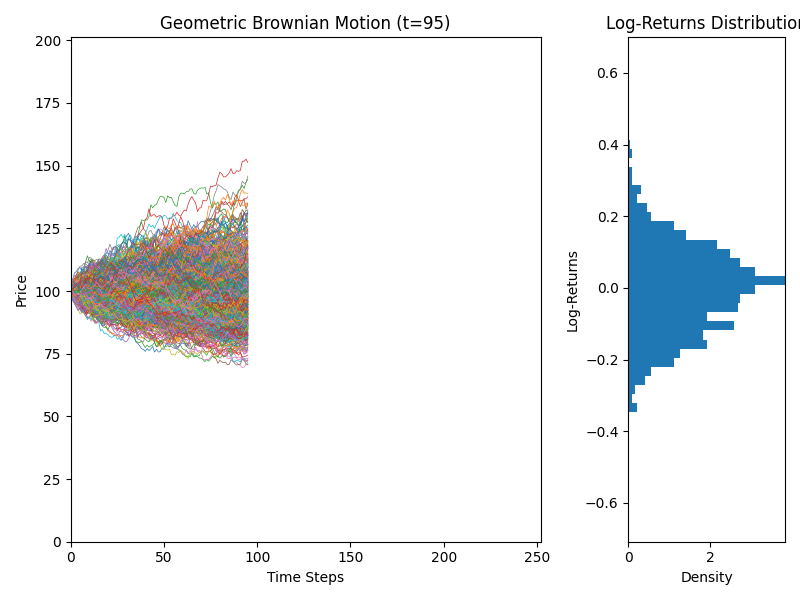 Geometric Brownian Motion (t=95)
Price
200
175
150
125
100
75
50
25
0
0 50 100 150 200 250
Time Steps
Log-Returns Distribution
Log-Returns
0.6
0.4
0.2
0.0
−0.2
−0.4
−0.6
0 2
Density